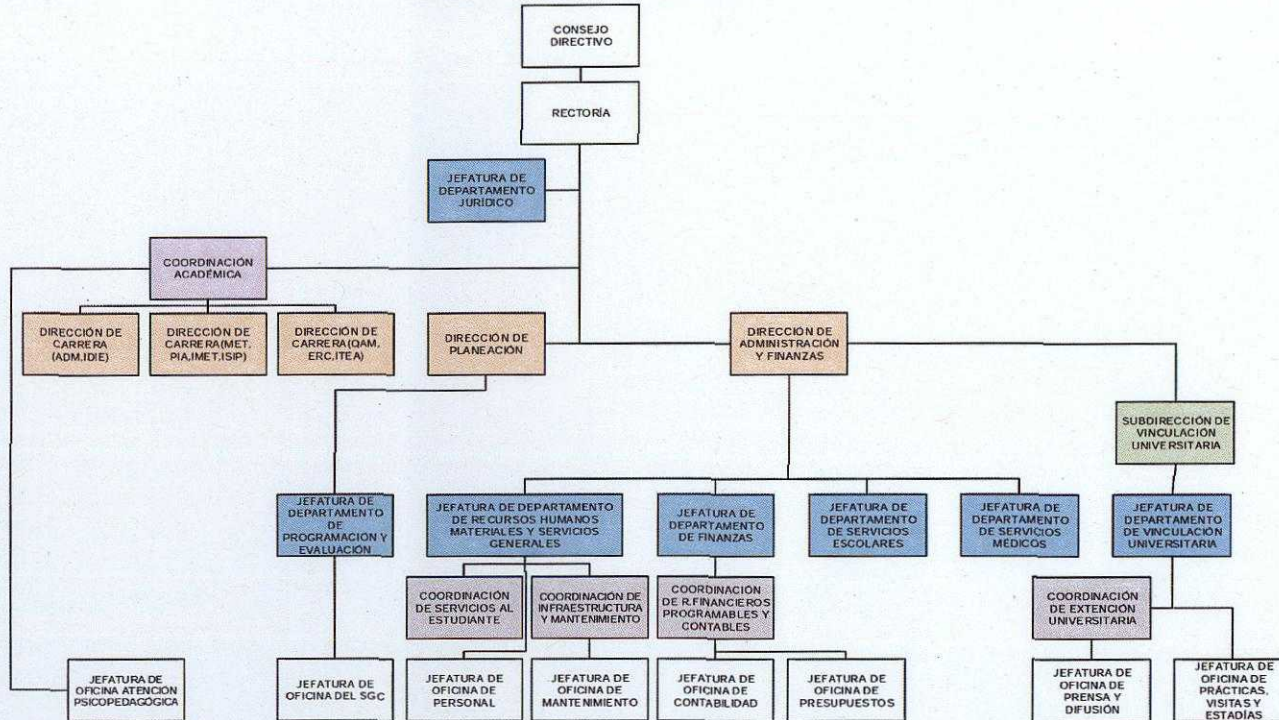 CONSEJO
DIRECTIVO
RECTORÍA
JEFATURA DE
DEPARTAMENTO
JURÍDICO
COORDINACIÓN
ACADÉMICA
DIRECCIÓN DE
CARRERA
(ADM,IDIE)
DIRECCIÓN DE
CARRERA(MET,
PIA,IMET,ISIP)
DIRECCIÓN DE
CARRERA(QAM,
ERC,ITEA)
DIRECCIÓN DE
PLANEACIÓN
DIRECCIÓN DE
ADMINISTRACIÓN
Y FINANZAS
SUBDIRECCIÓN DE
VINCULACIÓN
UNIVERSITARIA
JEFATURA DE
DEPARTAMENTO
DE
PROGRAMACION Y
EVALUACIÓN
JEFATURA DE DEPARTAMENTO
DE RECURSOS HUMANOS
MATERIALES Y SERVICIOS
GENERALES
JEFATURA DE
DEPARTAMENTO
DE FINANZAS
JEFATURA DE
DEPARTAMENTO
DE SERVICIOS
ESCOLARES
JEFATURA DE
DEPARTAMENTO
DE SERVICIOS
MÉDICOS
JEFATURA DE
DEPARTAMENTO
DE VINCULACIÓN
UNIVERSITARIA
COORDINACIÓN
DE SERVICIOS AL
ESTUDIANTE
COORDINACIÓN DE
INFRAESTRUCTURA
Y MANTENIMIENTO
COORDINACIÓN
DE R.FINANCIEROS
PROGRAMABLES Y
CONTABLES
COORDINACIÓN
DE EXTENCIÓN
UNIVERSITARIA
JEFATURA DE
OFICINA ATENCIÓN
PSICOPEDAGÓGICA
JEFATURA DE
OFICINA DEL SGC
JEFATURA DE
OFICINA DE
PERSONAL
JEFATURA DE
OFICINA DE
MANTENIMIENTO
JEFATURA DE
OFICINA DE
CONTABILIDAD
JEFATURA DE
OFICINA DE
PRESUPUESTOS
JEFATURA DE
OFICINA DE
PRENSA Y
DIFUSIÓN
JEFATURA DE
OFICINA DE
PRÁCTICAS,
VISITAS Y
ESTADÍAS